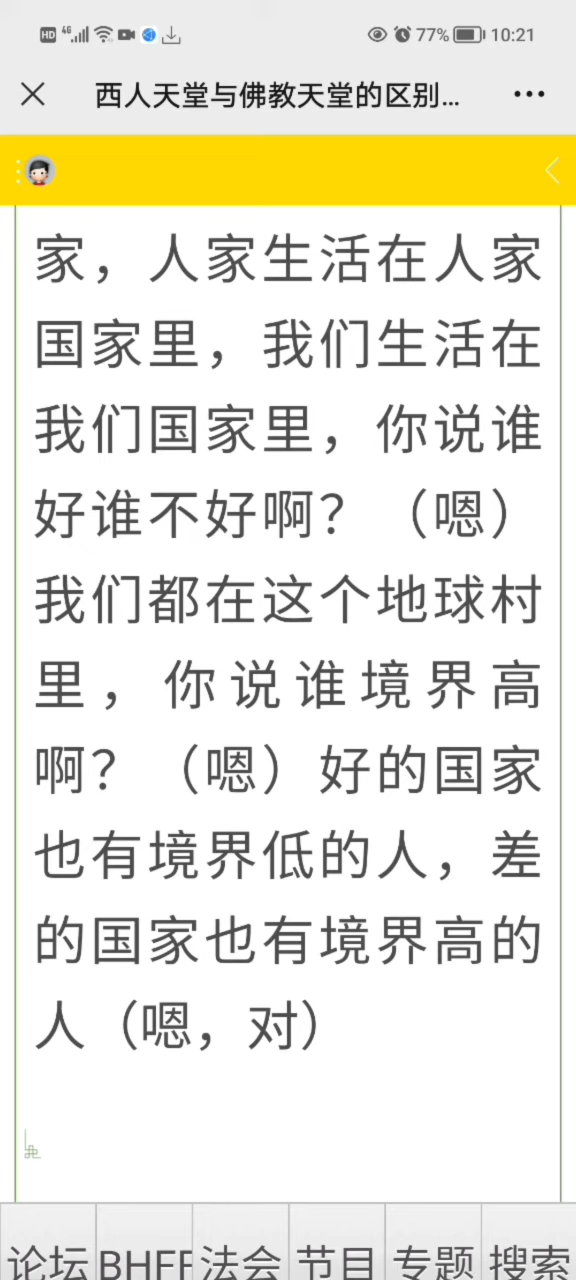 HD 4G 77% 10:21
西人天堂与佛教天堂的区别...
家，人家生活在人家
国家里，我们生活在
我们国家里，你说谁
好谁不好啊？（嗯）
我们都在这个地球村
里，你说谁境界高
啊？（嗯）好的国家
也有境界低的人，差
的国家也有境界高的
人（嗯，对）
论坛 BHFF 法会 节目 专题 搜索